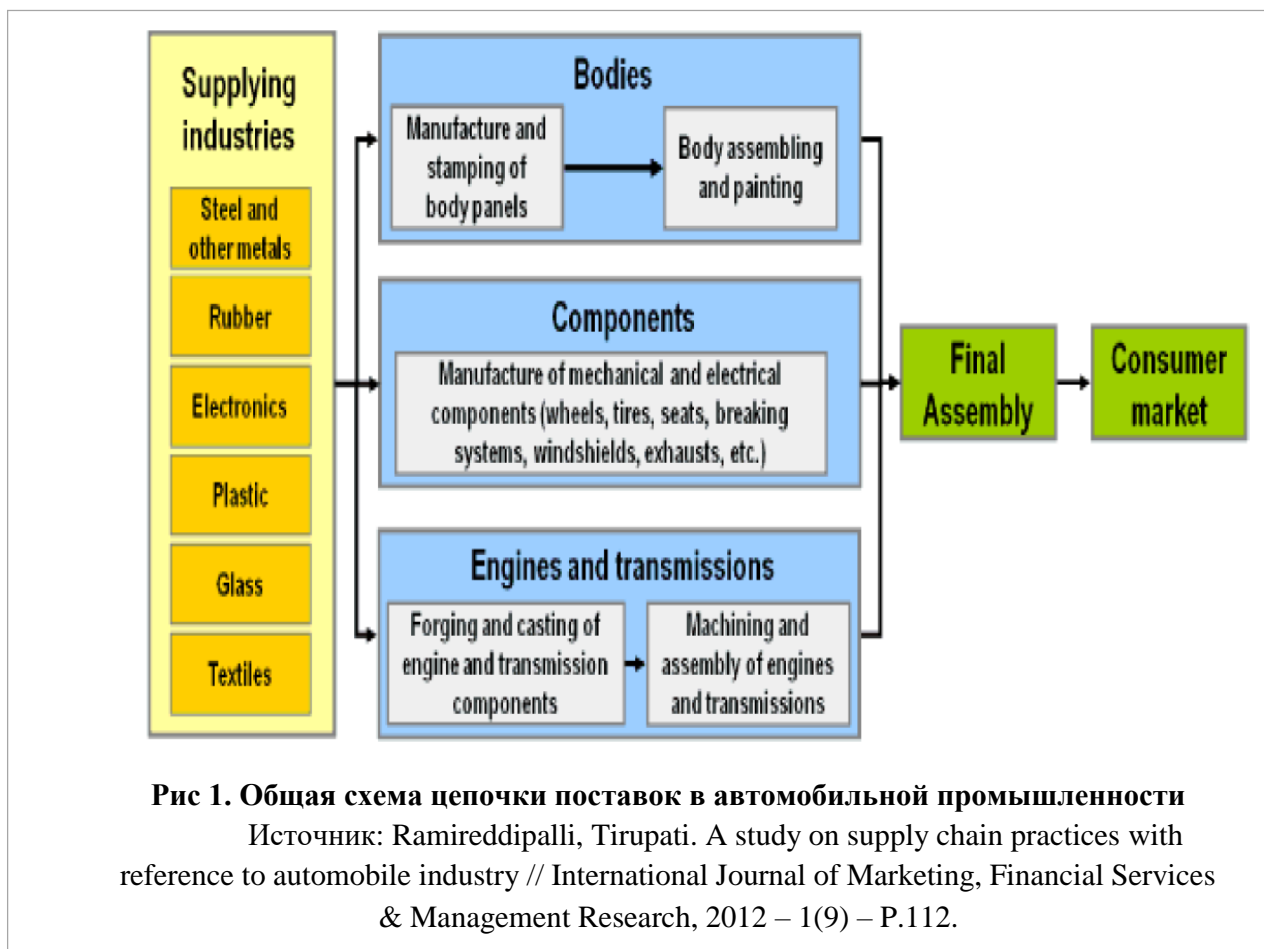 Supplying
industries
Steel and
other metals
Rubber
Electronics
Plastic
Glass
Textiles
Bodies
Manufacture and
stamping of
body panels
Body assembling
and painting
Components
Manufacture of mechanical and electrical
components (wheels, tires, seats, breaking
systems, windshields, exhausts, etc.)
Engines and transmissions
Forging and casting of
engine and transmission
components
Machining and
assembly of engines
and transmissions
Final
Assembly
Consumer
market
Рис 1. Общая схема цепочки поставок в автомобильной промышленности
Источник: Ramireddipalli, Tirupati. A study on supply chain practices with
reference to automobile industry // International Journal of Marketing, Financial Services
& Management Research, 2012 – 1(9) – P.112.